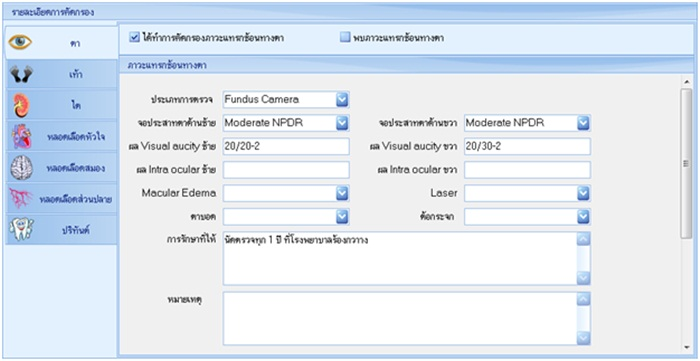 รายละเอียดการคัดกรอง
ตา
เท้า
ไต
หลอดเลือดหัวใจ
หลอดเลือดสมอง
หลอดเลือดส่วนปลาย
ปริทันต์
ได้ทำการคัดกรองภาวะแทรกซ้อนทางตา พบภาวะแทรกซ้อนทางตา
ภาวะแทรกซ้อนทางตา
ประเภทการตรวจ Fundus Camera
จอประสาทตาด้านซ้าย Moderate NPDR จอประสาทตาด้านขวา Moderate NPDR
ผล Visual aucity ซ้าย 20/20-2 ผล Visual aucity ขวา 20/30-2
ผล Intra ocular ซ้าย ผล Intra ocular ขวา
Macular Edema Laser
ตาบอด ต้อกระจก
การรักษาที่ให้ นัดตรวจทุก 1 ปี ที่โรงพยาบาลร้องกวาาง
หมายเหตุ